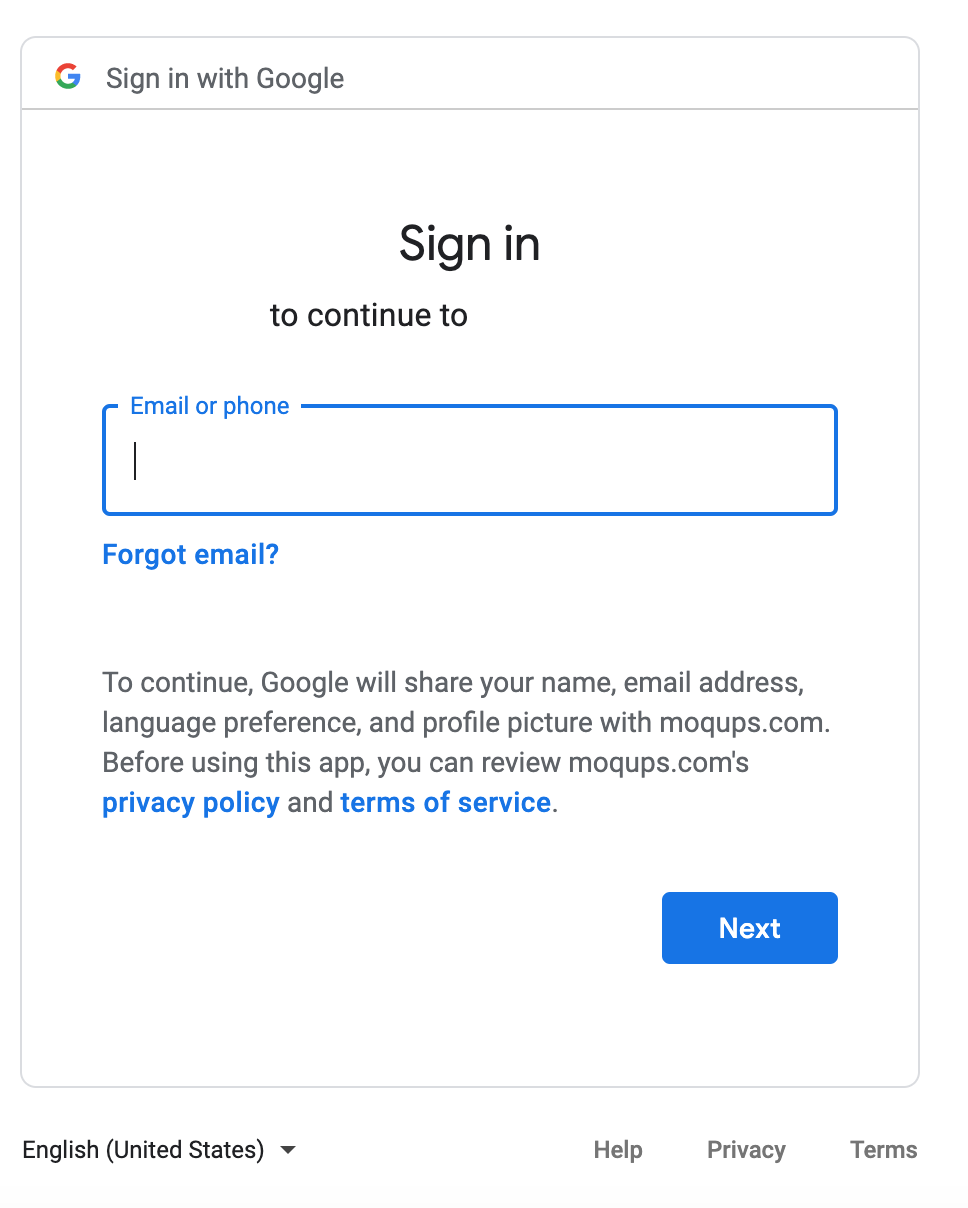 Sign in with Google
Sign in
to continue to
Email or phone
Forgot email?
To continue, Google will share your name, email address,
language preference, and profile picture with moqups.com.
Before using this app, you can review moqups.com's
privacy policy and terms of service.
Next
English (United States)
Help Privacy Terms